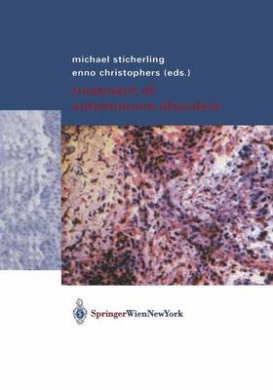 michael sticherling
enno christophers (eds.)
treatment of
autoimmune disorders
SpringerWienNewYork